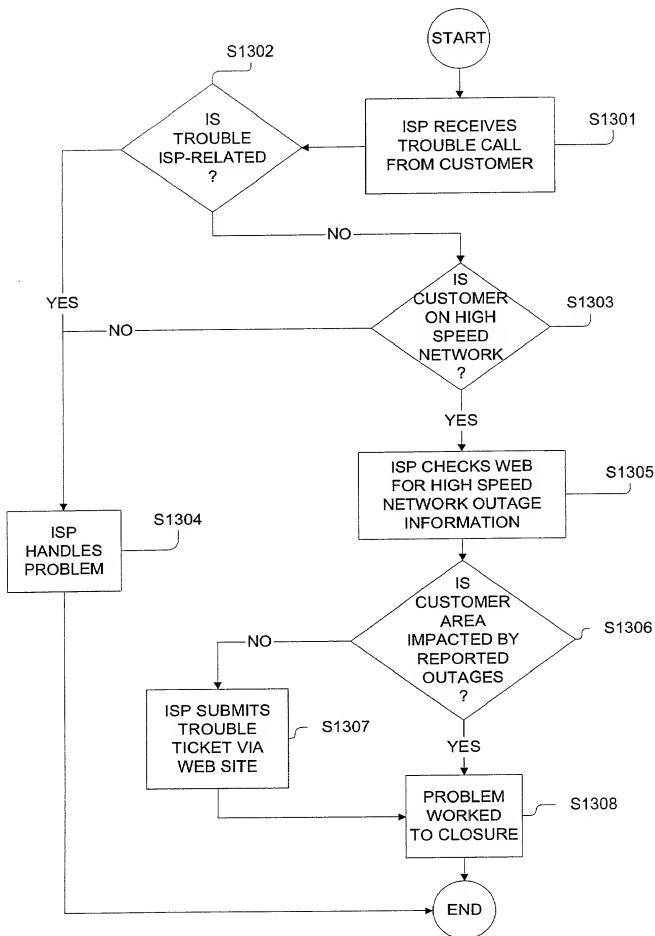 START
S1302
IS
TROUBLE
ISP-RELATED
?
ISP RECEIVES
TROUBLE CALL
FROM CUSTOMER
S1301
NO
YES
IS
CUSTOMER
ON HIGH
SPEED
NETWORK
?
S1303
NO
YES
ISP CHECKS WEB
FOR HIGH SPEED
NETWORK OUTAGE
INFORMATION
S1305
ISP
HANDLES
PROBLEM
S1304
IS
CUSTOMER
AREA
IMPACTED BY
REPORTED
OUTAGES
?
S1306
NO
ISP SUBMITS
TROUBLE
TICKET VIA
WEB SITE
S1307
YES
PROBLEM
WORKED
TO CLOSURE
S1308
END